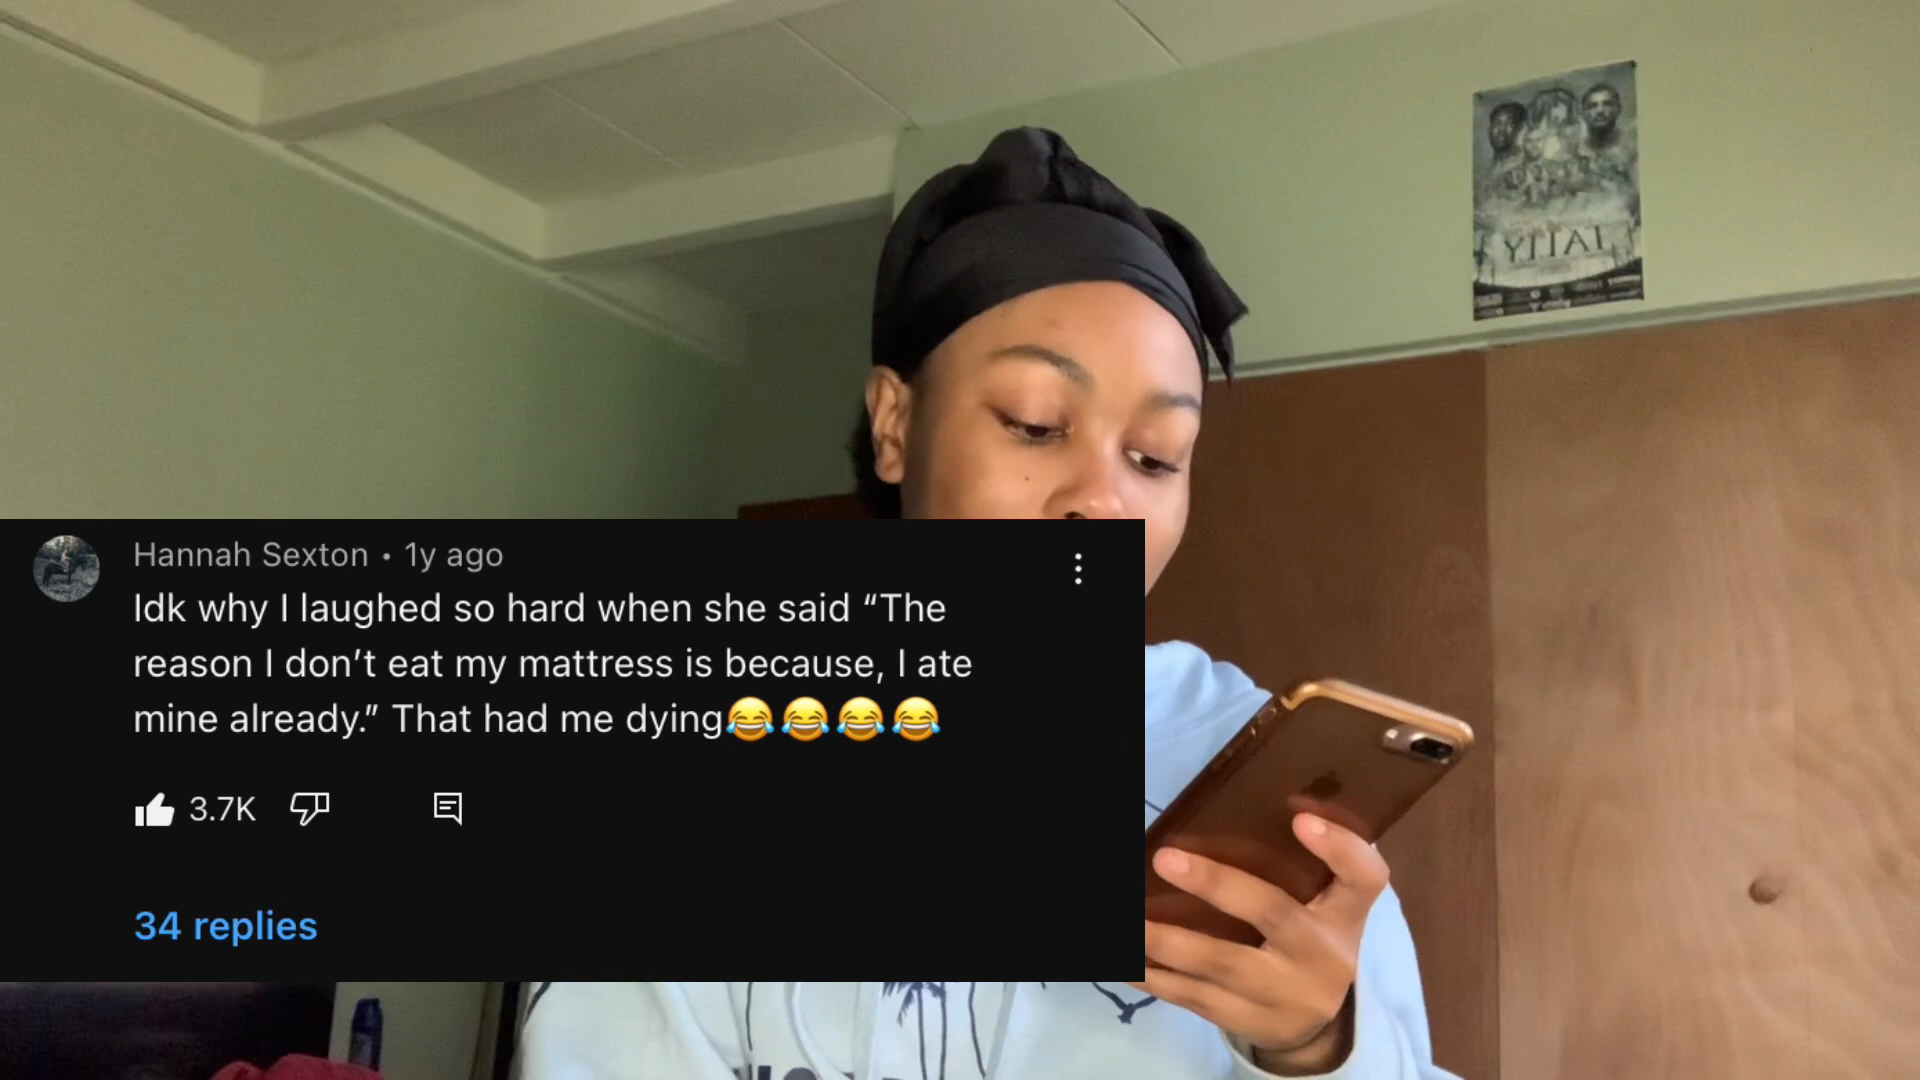 Hannah Sexton • 1y ago
Idk why I laughed so hard when she said “The
reason I don’t eat my mattress is because, I ate
mine already.” That had me dying😂😂😂😂
3.7K
34 replies